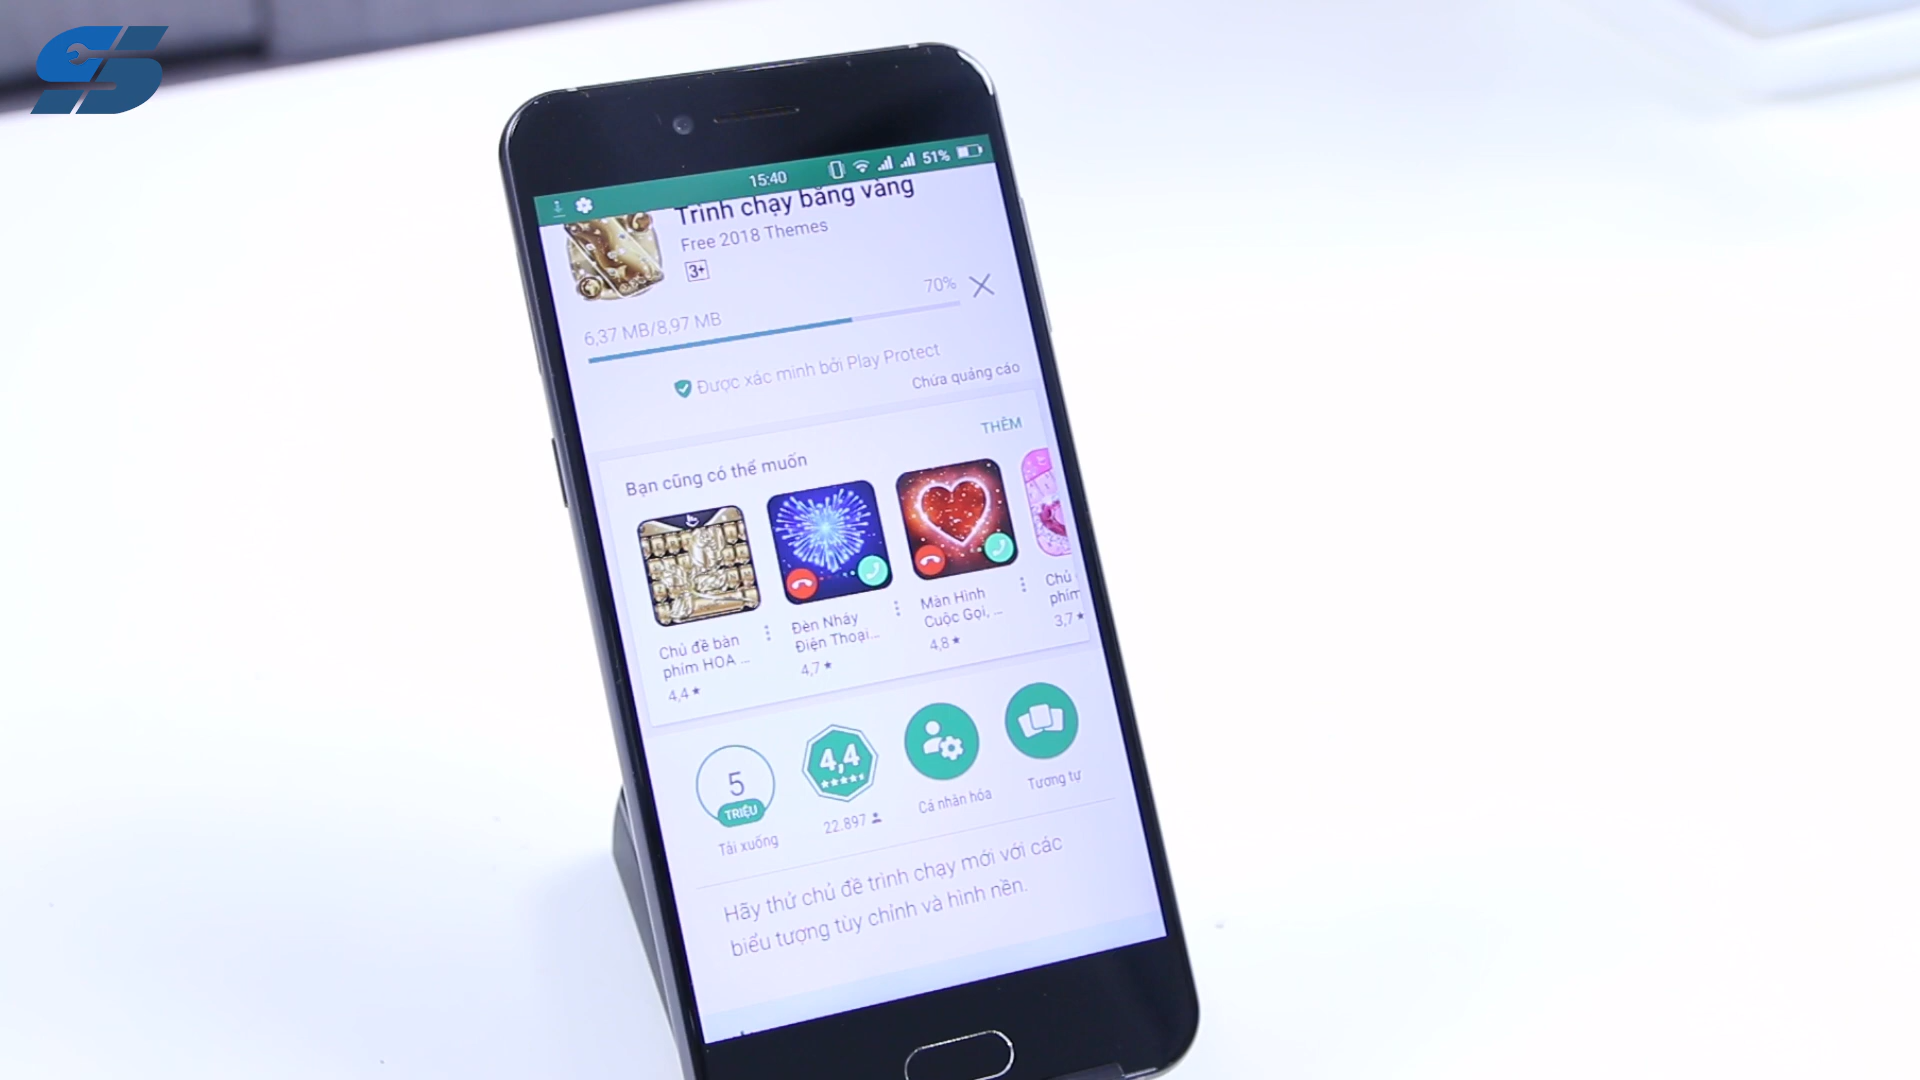 15:40
51%
Trình chạy bằng vàng
Free 2018 Themes
3+
70%
6,37 MB/8,97 MB
Được xác minh bởi Play Protect
Chứa quảng cáo
THÊM
Bạn cũng có thể muốn
Chủ đề bàn
phím HOA ...
4,4★
Đèn Nháy
Điện Thoại...
4,7★
Màn Hình
Cuộc Gọi, ...
4,8★
Chủ
phím
3,7★
5
TRIỆU
Tải xuống
4,4
22.897
Cá nhân hóa
Tương tự
Hãy thử chủ đề trình chạy mới với các
biểu tượng tùy chỉnh và hình nền.